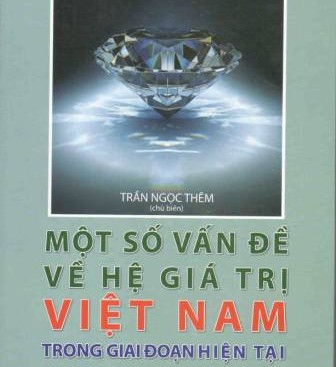 TRẦN NGỌC THÊM
(chủ biên)
MỘT SỐ VẤN ĐỀ
VỀ HỆ GIÁ TRỊ
VIỆT NAM
TRONG GIAI ĐOẠN HIỆN TẠI